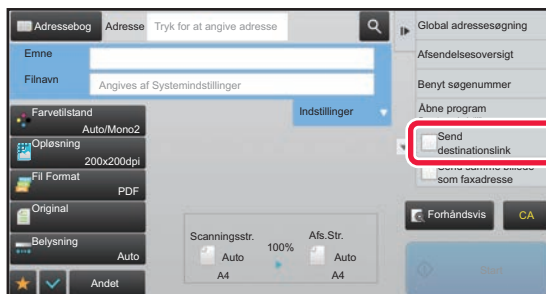 Adressebog
Adresse
Tryk for at angive adresse
Emne
Filnavn
Angives af Systemindstillinger
Indstillinger
Farvetilstand
Auto/Mono2
Opløsning
200x200dpi
Fil Format
PDF
Original
Belysning
Auto
Andet
Scanningsstr.
Auto
A4
100%
Afs.Str.
Auto
A4
Global adressesøgning
Afsendelsesoversigt
Benyt søgenummer
Åbne program
Send
destinationslink
Send samme billede
som faxadresse
Forhåndsvis
CA
Start